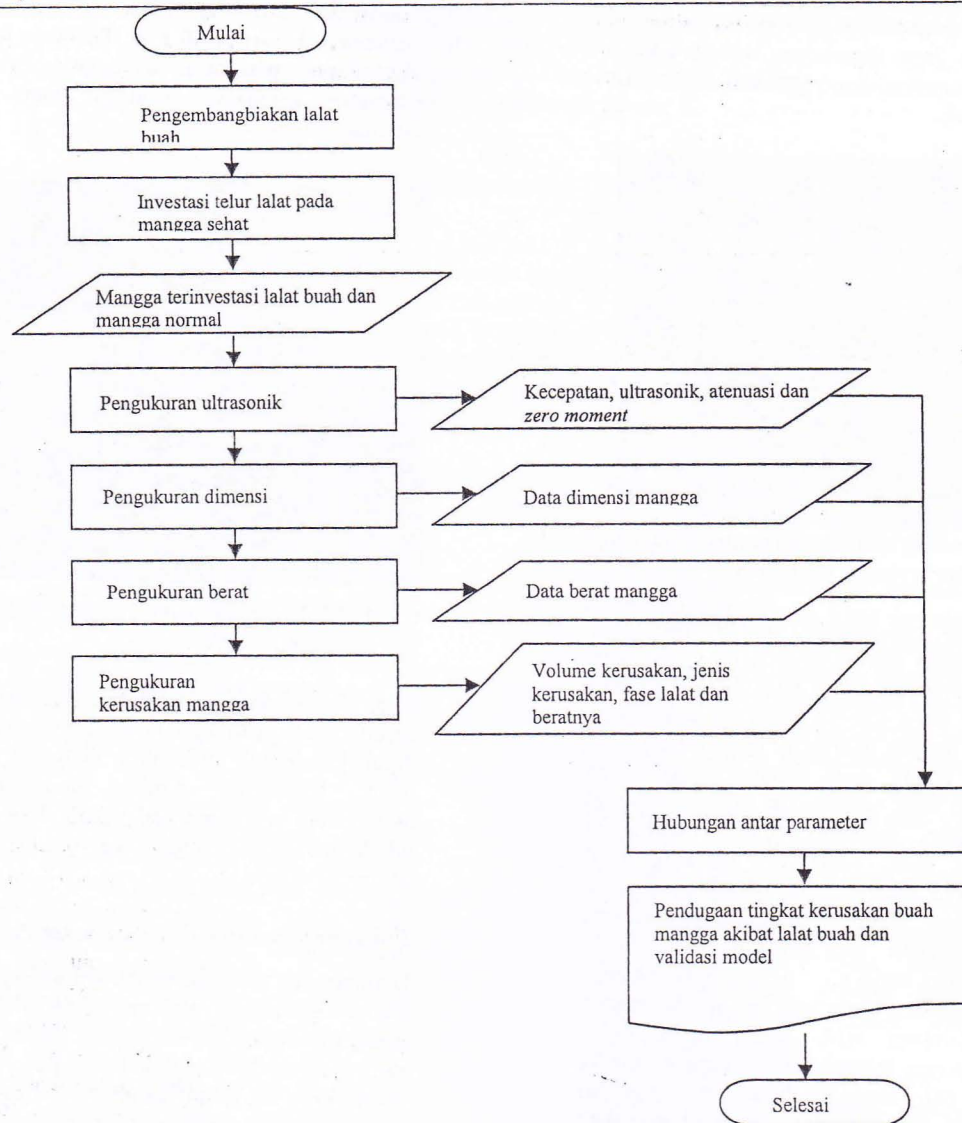 Mulai
Pengembangbiakan lalat
buah
Investasi telur lalat pada
mangga sehat
Mangga terinvestasi lalat buah dan
mangga normal
Pengukuran ultrasonik
Kecepatan, ultrasonik, atenuasi dan
zero moment
Pengukuran dimensi
Data dimensi mangga
Pengukuran berat
Data berat mangga
Pengukuran
kerusakan mangga
Volume kerusakan, jenis
kerusakan, fase lalat dan
beratnya
Hubungan antar parameter
Pendugaan tingkat kerusakan buah
mangga akibat lalat buah dan
validasi model
Selesai